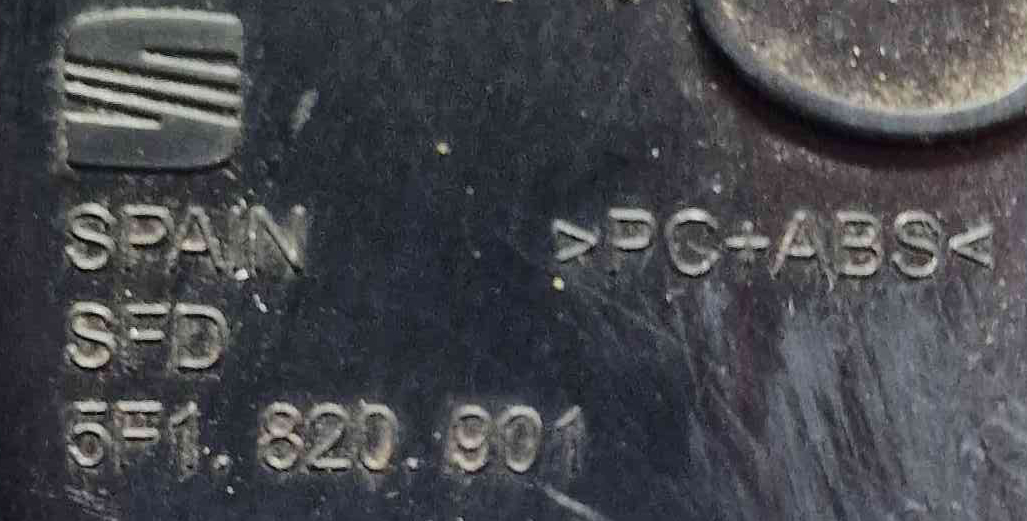 SPAIN >PC+ABS<
SFD
5F1. 820. 901